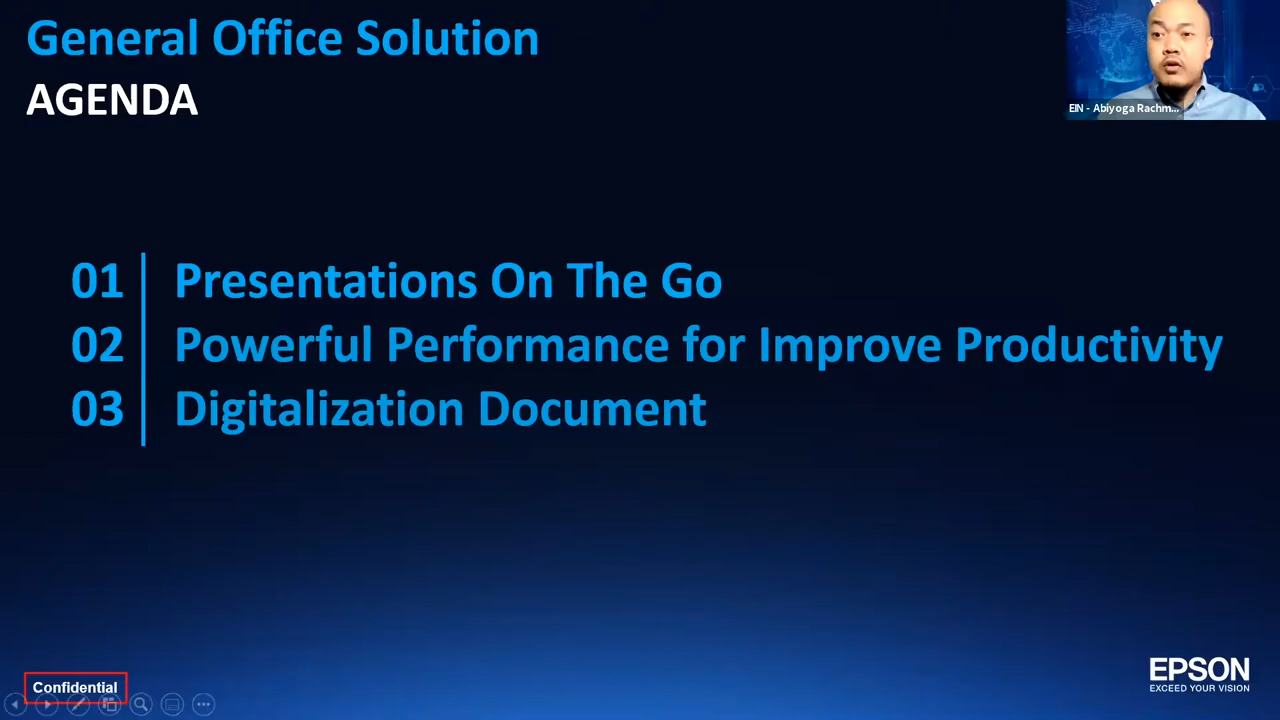 General Office Solution
AGENDA
EIN - Abiyoga Rachm...
01 Presentations On The Go
02 Powerful Performance for Improve Productivity
03 Digitalization Document
Confidential
EPSON
EXCEED YOUR VISION